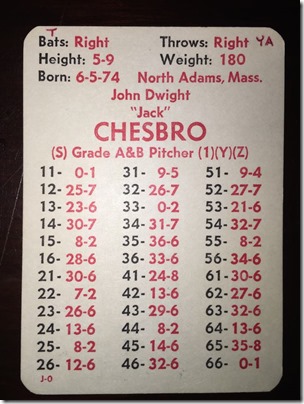 T
Bats: Right Throws: Right YA
Height: 5-9 Weight: 180
Born: 6-5-74 North Adams, Mass.
John Dwight
"Jack"
CHESBRO
(S) Grade A&B Pitcher (1)(Y)(Z)
11- 0-1 31- 9-5 51- 9-4
12- 25-7 32- 26-7 52- 27-7
13- 23-6 33- 0-2 53- 21-6
14- 30-7 34- 31-7 54- 32-7
15- 8-2 35- 36-6 55- 8-2
16- 28-6 36- 33-6 56- 34-6
21- 30-6 41- 24-8 61- 30-6
22- 7-2 42- 13-6 62- 13-6
23- 26-6 43- 29-6 63- 32-6
24- 13-6 44- 8-2 64- 13-6
25- 8-2 45- 14-6 65- 35-8
26- 12-6 46- 32-6 66- 0-1
J-O